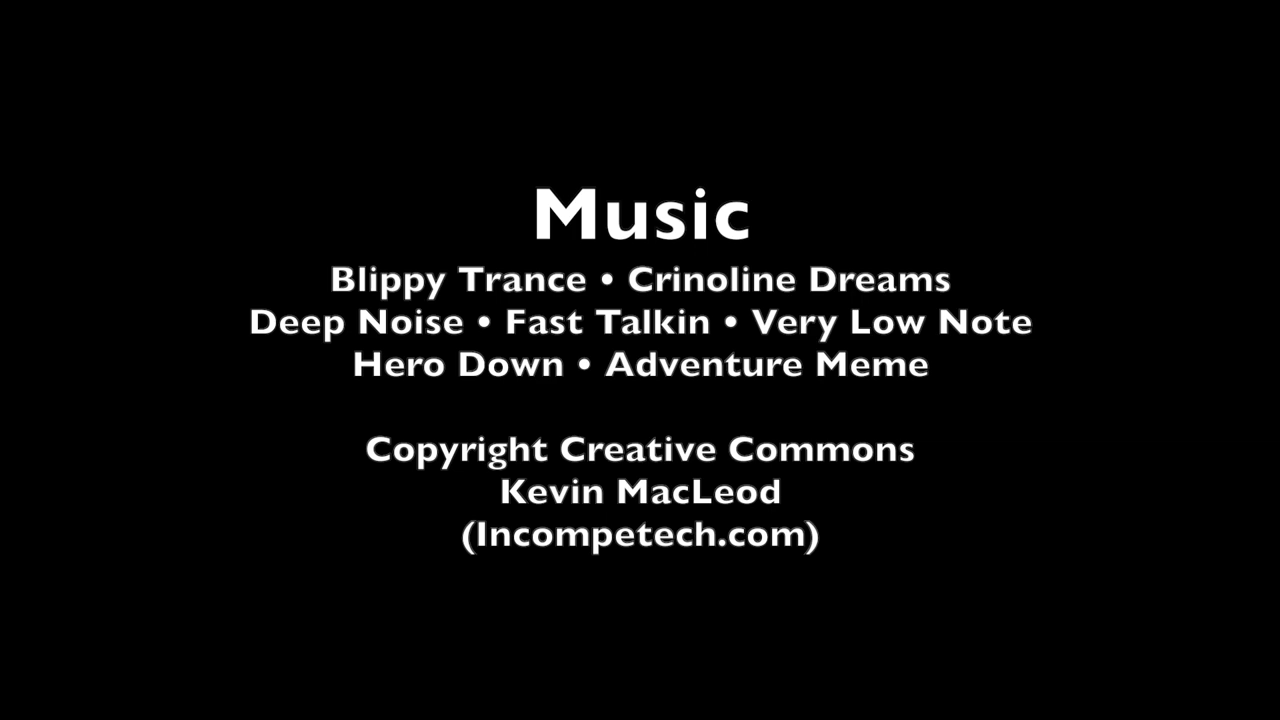 Music
Blippy Trance • Crinoline Dreams
Deep Noise • Fast Talkin • Very Low Note
Hero Down • Adventure Meme
Copyright Creative Commons
Kevin MacLeod
(Incompetech.com)